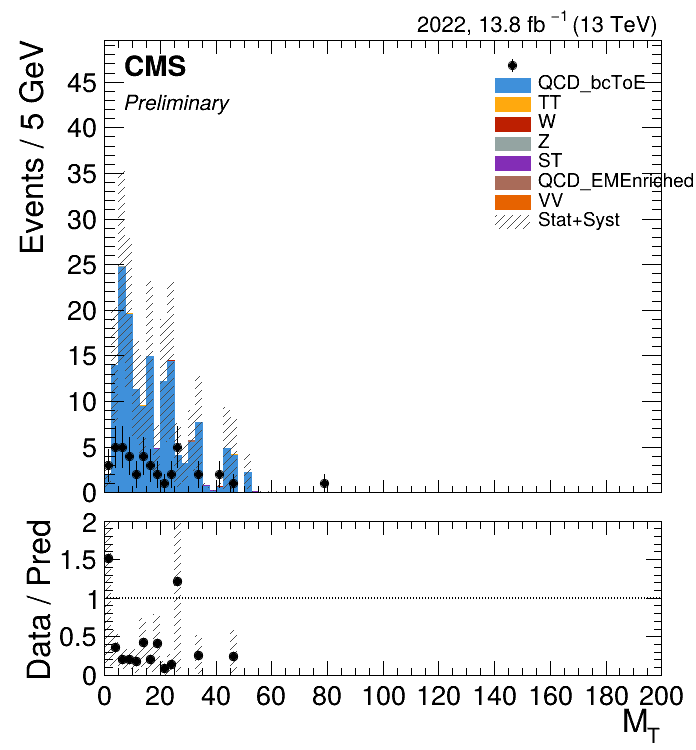 2022, 13.8 fb⁻¹ (13 TeV)
CMS
Preliminary
QCD_bcToE
TT
W
Z
ST
QCD_EMEnriched
VV
Stat+Syst
Events / 5 GeV
45
40
35
30
25
20
15
10
5
0
Data / Pred
2
1.5
1
0.5
0
0 20 40 60 80 100 120 140 160 180 200
M_T